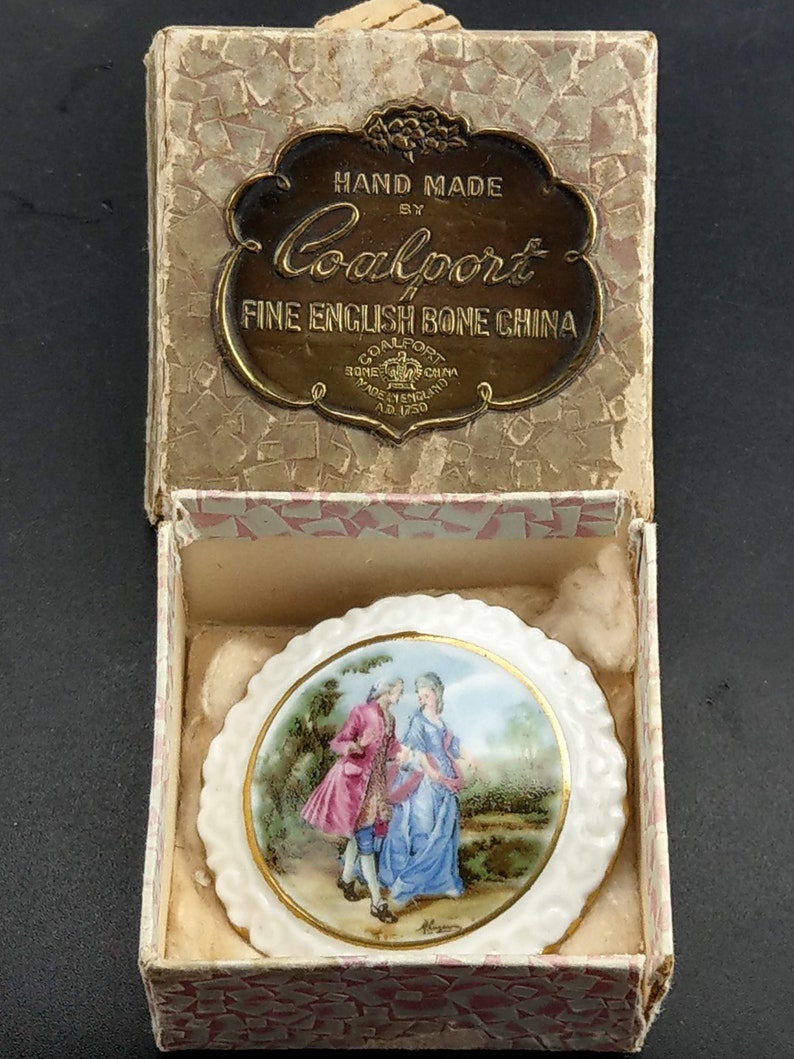 HAND MADE
BY
Coalport
FINE ENGLISH BONE CHINA
COALPORT
BONE CHINA
MADE IN ENGLAND
A.D. 1750